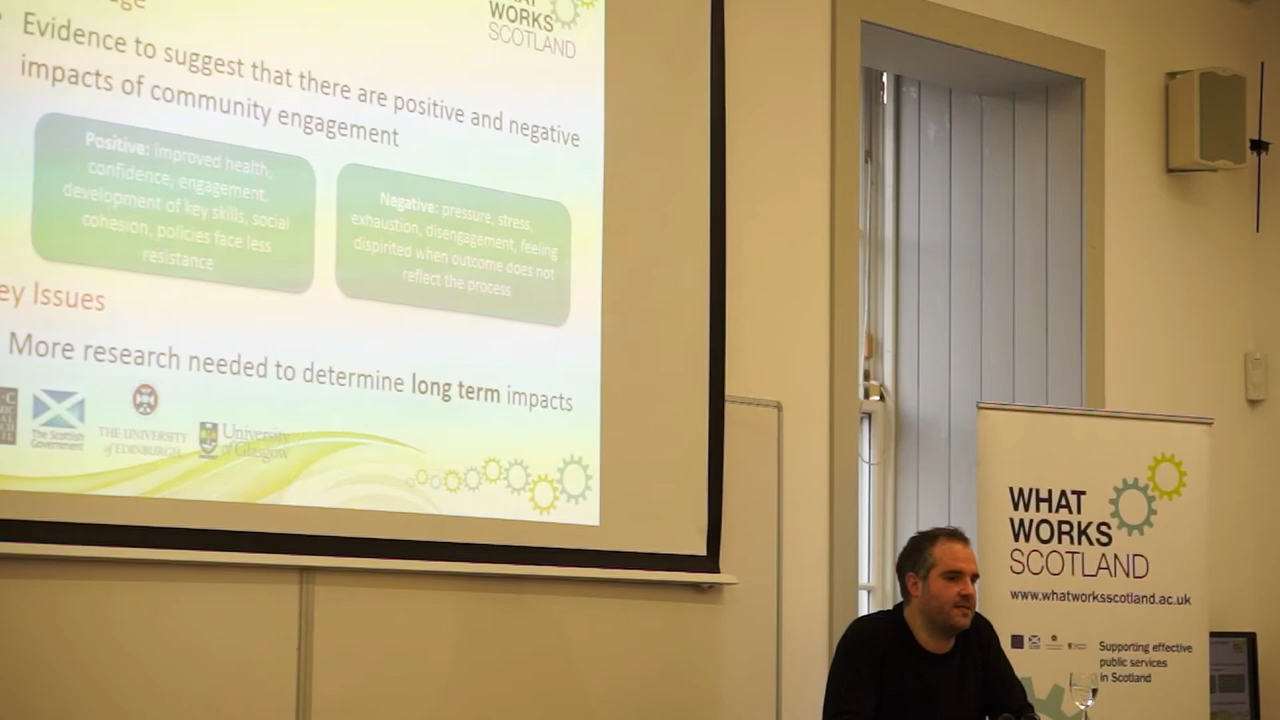 WORKS
SCOTLAND
Evidence to suggest that there are positive and negative
impacts of community engagement
Positive: improved health,
confidence, engagement,
development of key skills, social
cohesion, policies face less
resistance
Negative: pressure, stress,
exhaustion, disengagement, feeling
dispirited when outcome does not
reflect the process
ey Issues
More research needed to determine long term impacts
The Scottish
Government
THE UNIVERSITY
of EDINBURGH
University
of Glasgow
WHAT
WORKS
SCOTLAND
www.whatworksscotland.ac.uk
Supporting effective
public services
in Scotland